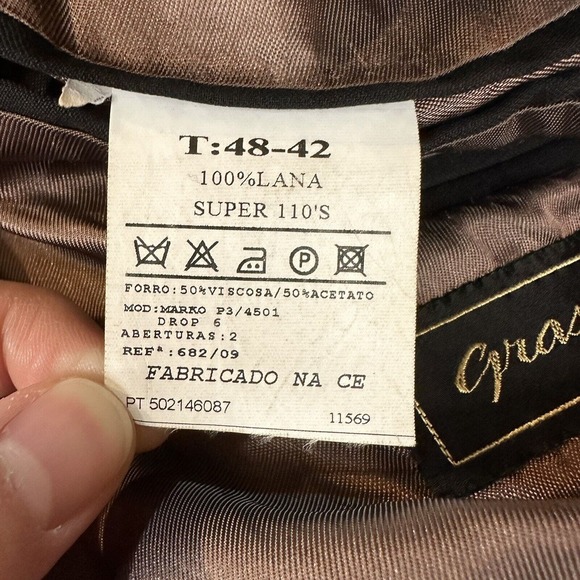 T:48-42
100%LANA
SUPER 110'S
P
FORRO:50%VISCOSA/50%ACETATO
MOD:MARKO P3/4501
DROP 6
ABERTURAS:2
REFª:682/09
FABRICADO NA CE
PT 502146087 11569